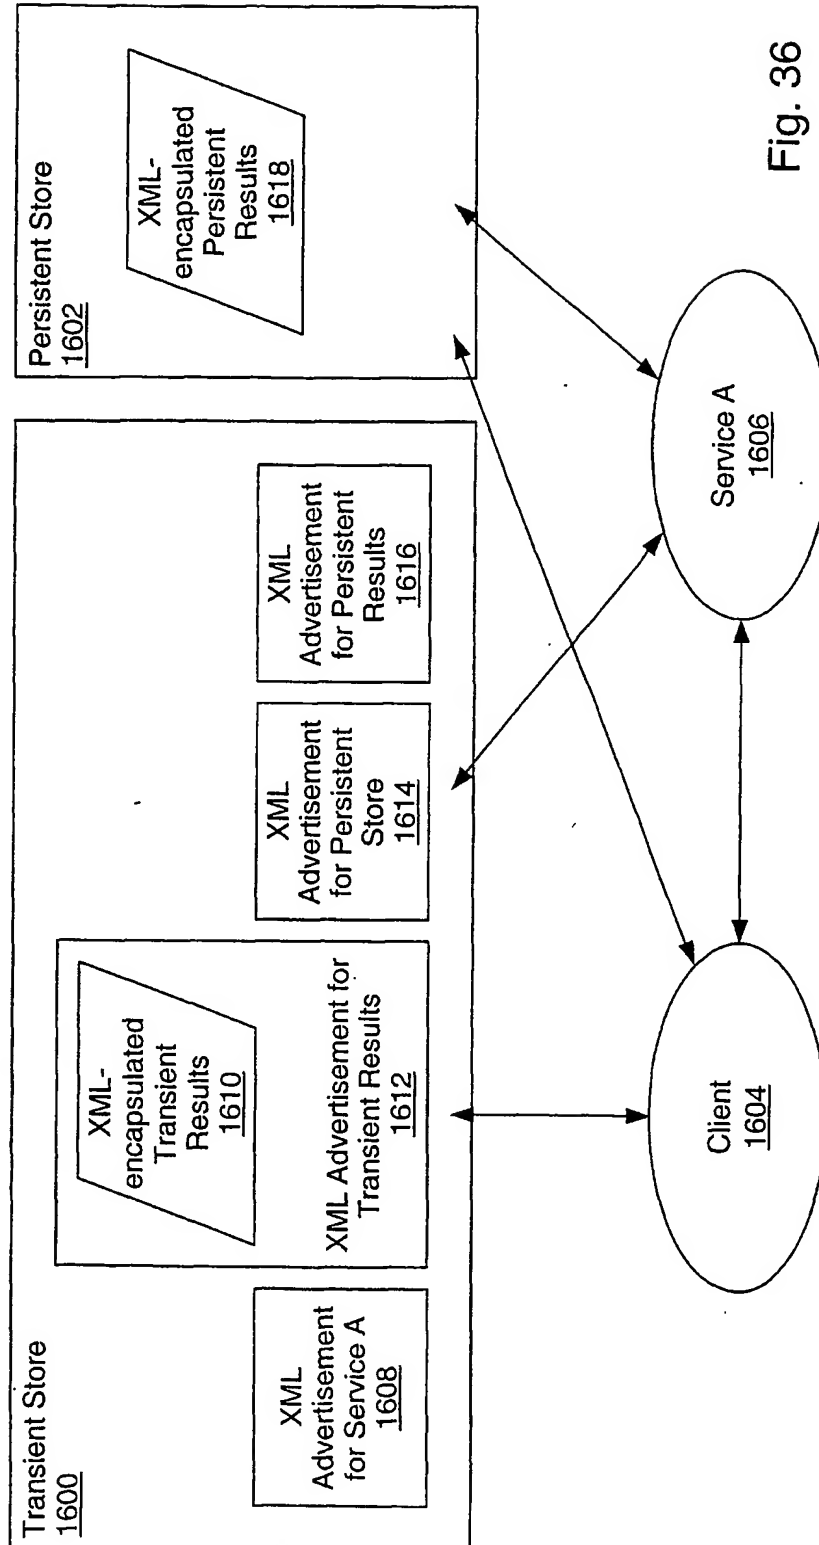 Transient Store
1600
XML
Advertisement
for Service A
1608
XML-
encapsulated
Transient
Results
1610
XML Advertisement for
Transient Results
1612
XML
Advertisement
for Persistent
Store
1614
XML
Advertisement
for Persistent
Results
1616
Persistent Store
1602
XML-
encapsulated
Persistent
Results
1618
Client
1604
Service A
1606
Fig. 36